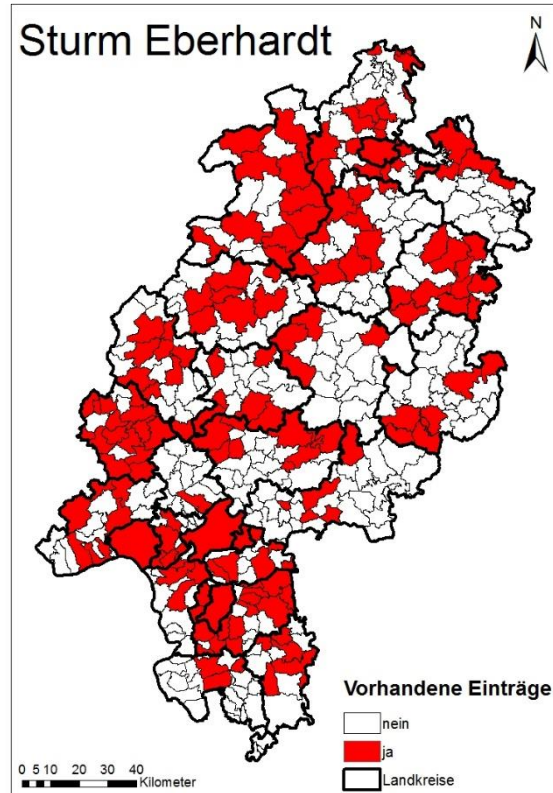 Sturm Eberhardt
N
Vorhandene Einträge
nein
ja
Landkreise
0 5 10 20 30 40
Kilometer